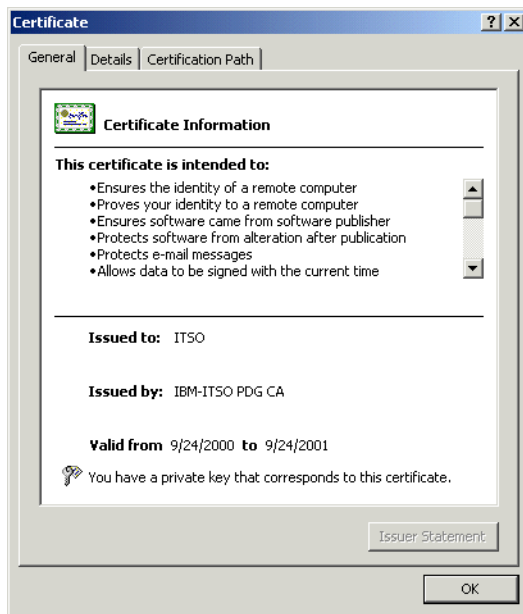 Certificate
General Details Certification Path
Certificate Information
This certificate is intended to:
•Ensures the identity of a remote computer
•Proves your identity to a remote computer
•Ensures software came from software publisher
•Protects software from alteration after publication
•Protects e-mail messages
•Allows data to be signed with the current time
Issued to: ITSO
Issued by: IBM-ITSO PDG CA
Valid from 9/24/2000 to 9/24/2001
You have a private key that corresponds to this certificate.
Issuer Statement
OK